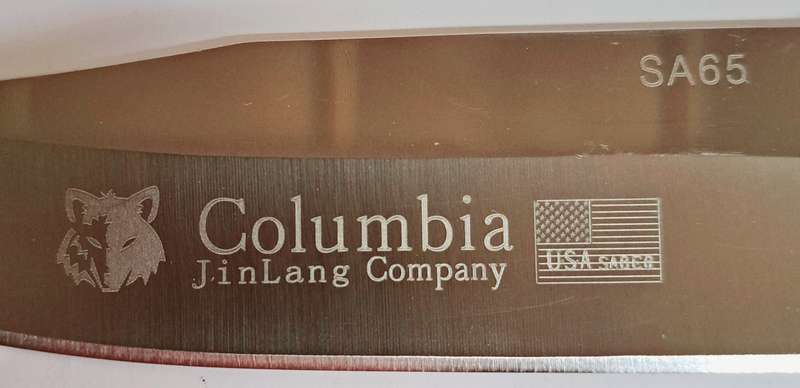 SA65
Columbia
JinLang Company
USA SABER